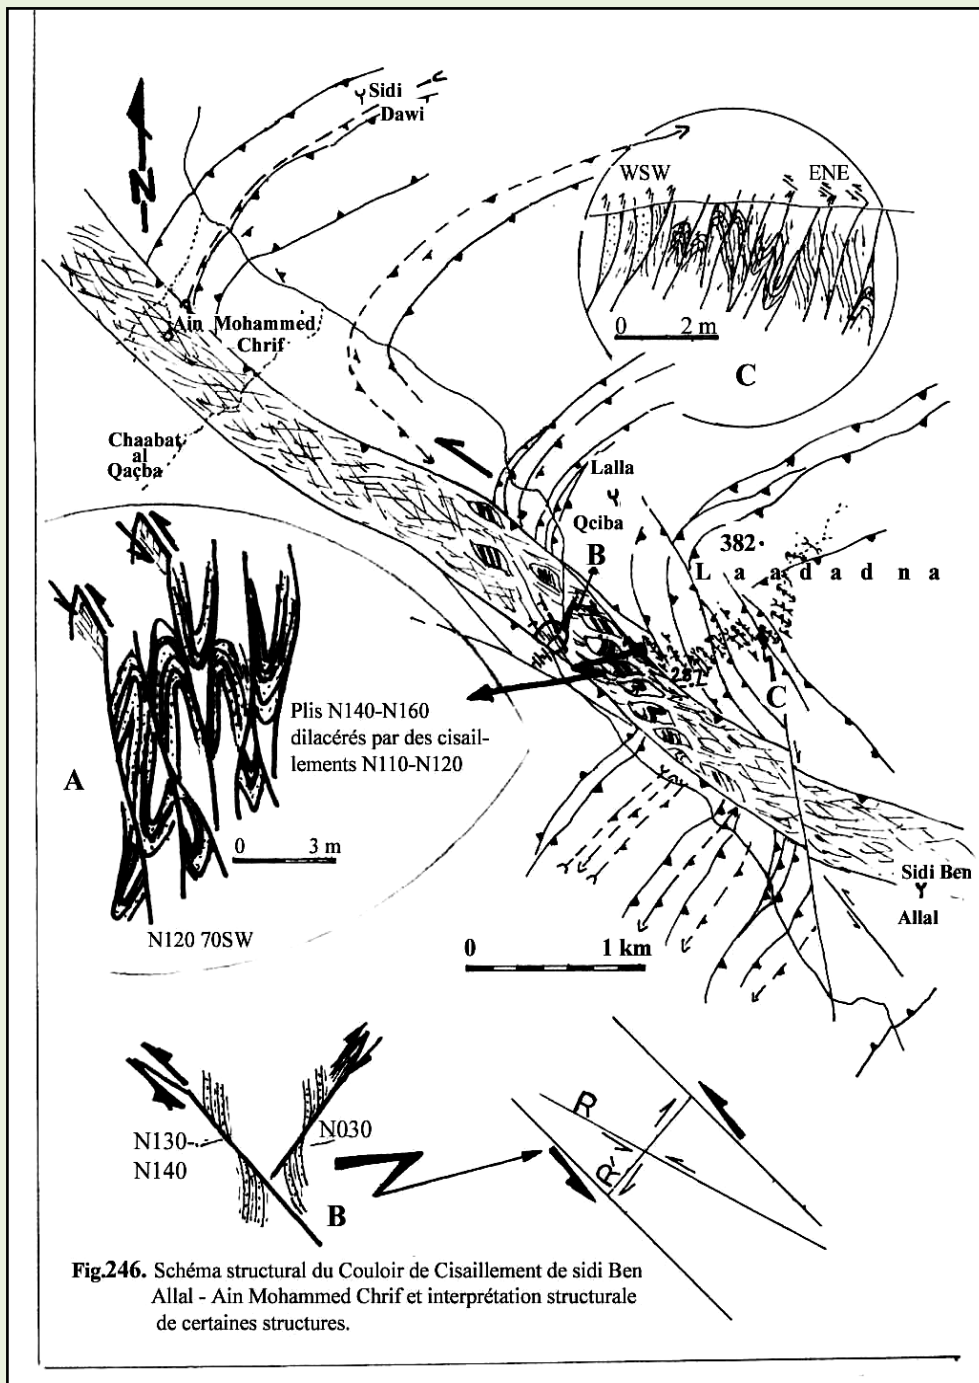 Sidi
Dawi
N
WSW
ENE
0 2 m
C
Ain Mohammed
Chrif
Chaabat
al
Qaçba
Lalla
Qciba
B
382
Laadadna
C
Plis N140-N160
dilacérés par des cisail-
lements N110-N120
A
0 3 m
N120 70SW
Sidi Ben
Allal
0 1 km
N130-
N140
N030
B
R
R'
Fig.246. Schéma structural du Couloir de Cisaillement de sidi Ben
Allal - Ain Mohammed Chrif et interprétation structurale
de certaines structures.